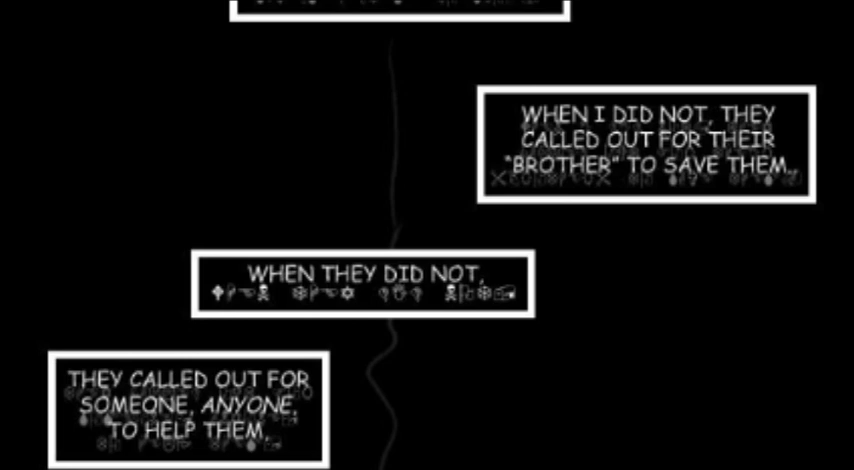 WHEN I DID NOT, THEY
CALLED OUT FOR THEIR
"BROTHER" TO SAVE THEM..
WHEN THEY DID NOT,
THEY CALLED OUT FOR
SOMEONE, ANYONE,
TO HELP THEM.